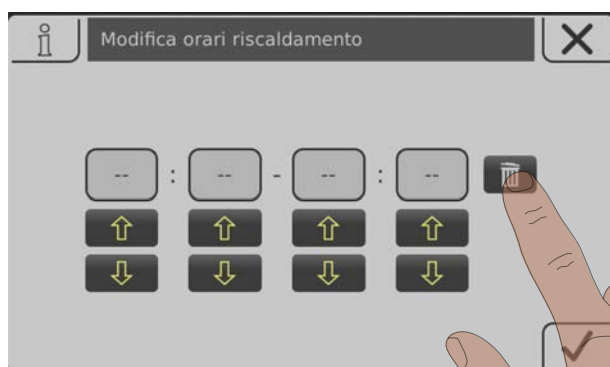 Modifica orari riscaldamento
-- : -- - -- : --